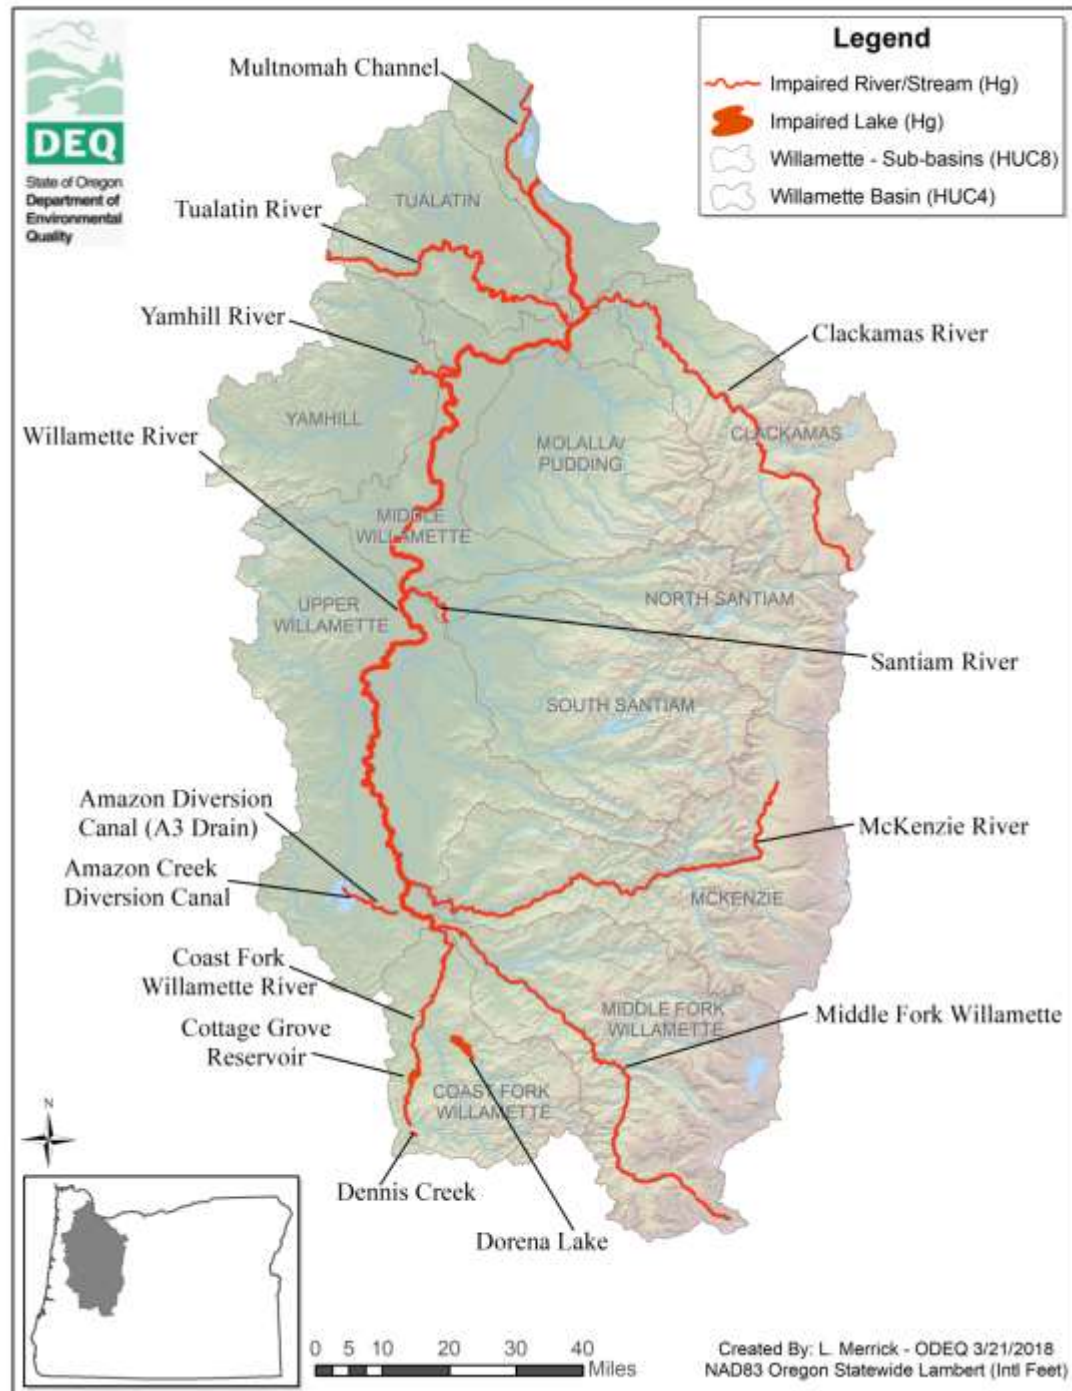 DEQ
State of Oregon
Department of
Environmental
Quality
Legend
Impaired River/Stream (Hg)
Impaired Lake (Hg)
Willamette - Sub-basins (HUC8)
Willamette Basin (HUC4)
Multnomah Channel
TUALATIN
Tualatin River
Yamhill River
Clackamas River
YAMHILL
Willamette River
MOLALLA/
PUDDING
CLACKAMAS
MIDDLE
WILLAMETTE
UPPER
WILLAMETTE
NORTH SANTIAM
Santiam River
SOUTH SANTIAM
Amazon Diversion
Canal (A3 Drain)
McKenzie River
Amazon Creek
Diversion Canal
MCKENZIE
Coast Fork
Willamette River
MIDDLE FORK
WILLAMETTE
Middle Fork Willamette
Cottage Grove
Reservoir
COAST FORK
WILLAMETTE
N
Dennis Creek
Dorena Lake
0 5 10 20 30 40
Miles
Created By: L. Merrick - ODEQ 3/21/2018
NAD83 Oregon Statewide Lambert (Intl Feet)